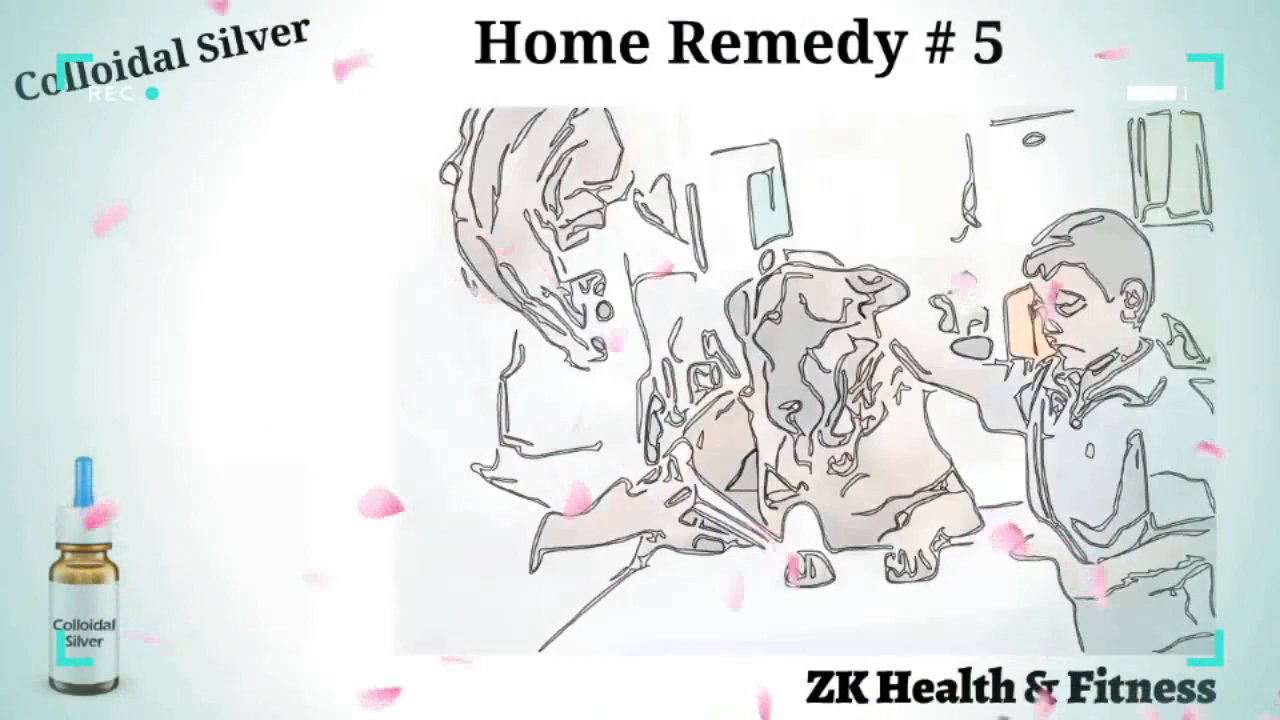 Colloidal Silver
Home Remedy # 5
REC
Colloidal
Silver
ZK Health & Fitness